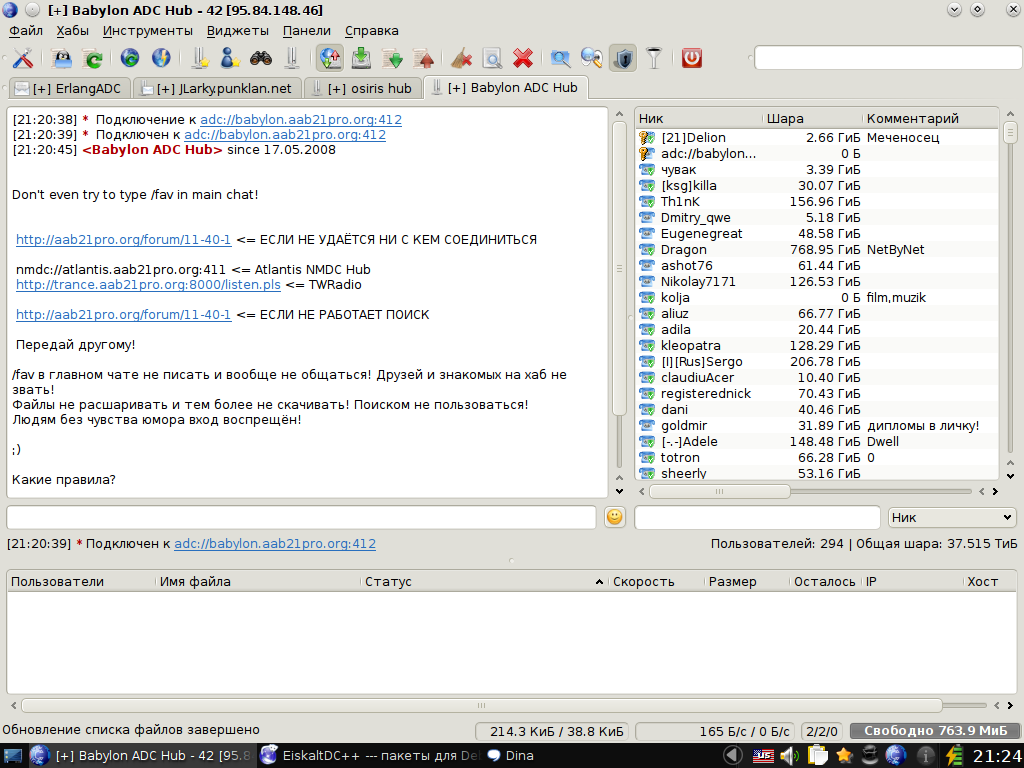 [+] Babylon ADC Hub - 42 [95.84.148.46]
Файл Хабы Инструменты Виджеты Панели Справка
[+] ErlangADC [+] JLarky.punklan.net [+] osiris hub [+] Babylon ADC Hub
[21:20:38] * Подключение к adc://babylon.aab21pro.org:412
[21:20:39] * Подключен к adc://babylon.aab21pro.org:412
[21:20:45] <Babylon ADC Hub> since 17.05.2008
Don't even try to type /fav in main chat!
http://aab21pro.org/forum/11-40-1 <= ЕСЛИ НЕ УДАЁТСЯ НИ С КЕМ СОЕДИНИТЬСЯ
nmdc://atlantis.aab21pro.org:411 <= Atlantis NMDC Hub
http://trance.aab21pro.org:8000/listen.pls <= TWRadio
http://aab21pro.org/forum/11-40-1 <= ЕСЛИ НЕ РАБОТАЕТ ПОИСК
Передай другому!
/fav в главном чате не писать и вообще не общаться! Друзей и знакомых на хаб не
звать!
Файлы не расшаривать и тем более не скачивать! Поиском не пользоваться!
Людям без чувства юмора вход воспрещён!
;)
Какие правила?
Ник Шара Комментарий
[21]Delion 2.66 ГиБ Меченосец
adc://babylon... 0 Б
чувак 3.39 ГиБ
[ksg]killa 30.07 ГиБ
Th1nK 156.96 ГиБ
Dmitry_qwe 5.18 ГиБ
Eugenegreat 48.58 ГиБ
Dragon 768.95 ГиБ NetByNet
ashot76 61.44 ГиБ
Nikolay7171 126.53 ГиБ
kolja 0 Б film,muzik
aliuz 66.77 ГиБ
adila 20.44 ГиБ
kleopatra 128.29 ГиБ
[I][Rus]Sergo 206.78 ГиБ
claudiuAcer 10.40 ГиБ
registerednick 70.43 ГиБ
dani 40.46 ГиБ
goldmir 31.89 ГиБ дипломы в личку!
[-.-]Adele 148.48 ГиБ Dwell
totron 66.28 ГиБ 0
sheerly 53.16 ГиБ
Ник
[21:20:39] * Подключен к adc://babylon.aab21pro.org:412
Пользователей: 294 | Общая шара: 37.515 ТиБ
Пользователи Имя файла Статус Скорость Размер Осталось IP Хост
Обновление списка файлов завершено 214.3 КиБ / 38.8 КиБ 165 Б/с / 0 Б/с 2/2/0 Свободно 763.9 МиБ
[+] Babylon ADC Hub - 42 [95.8 EiskaltDC++ --- пакеты для De Dina 21:24